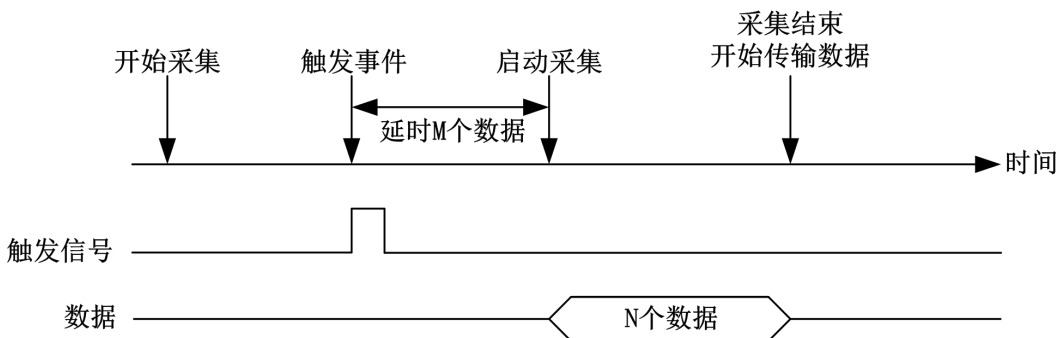 采集结束
开始采集 触发事件 启动采集 开始传输数据
延时M个数据
时间
触发信号
数据 N个数据